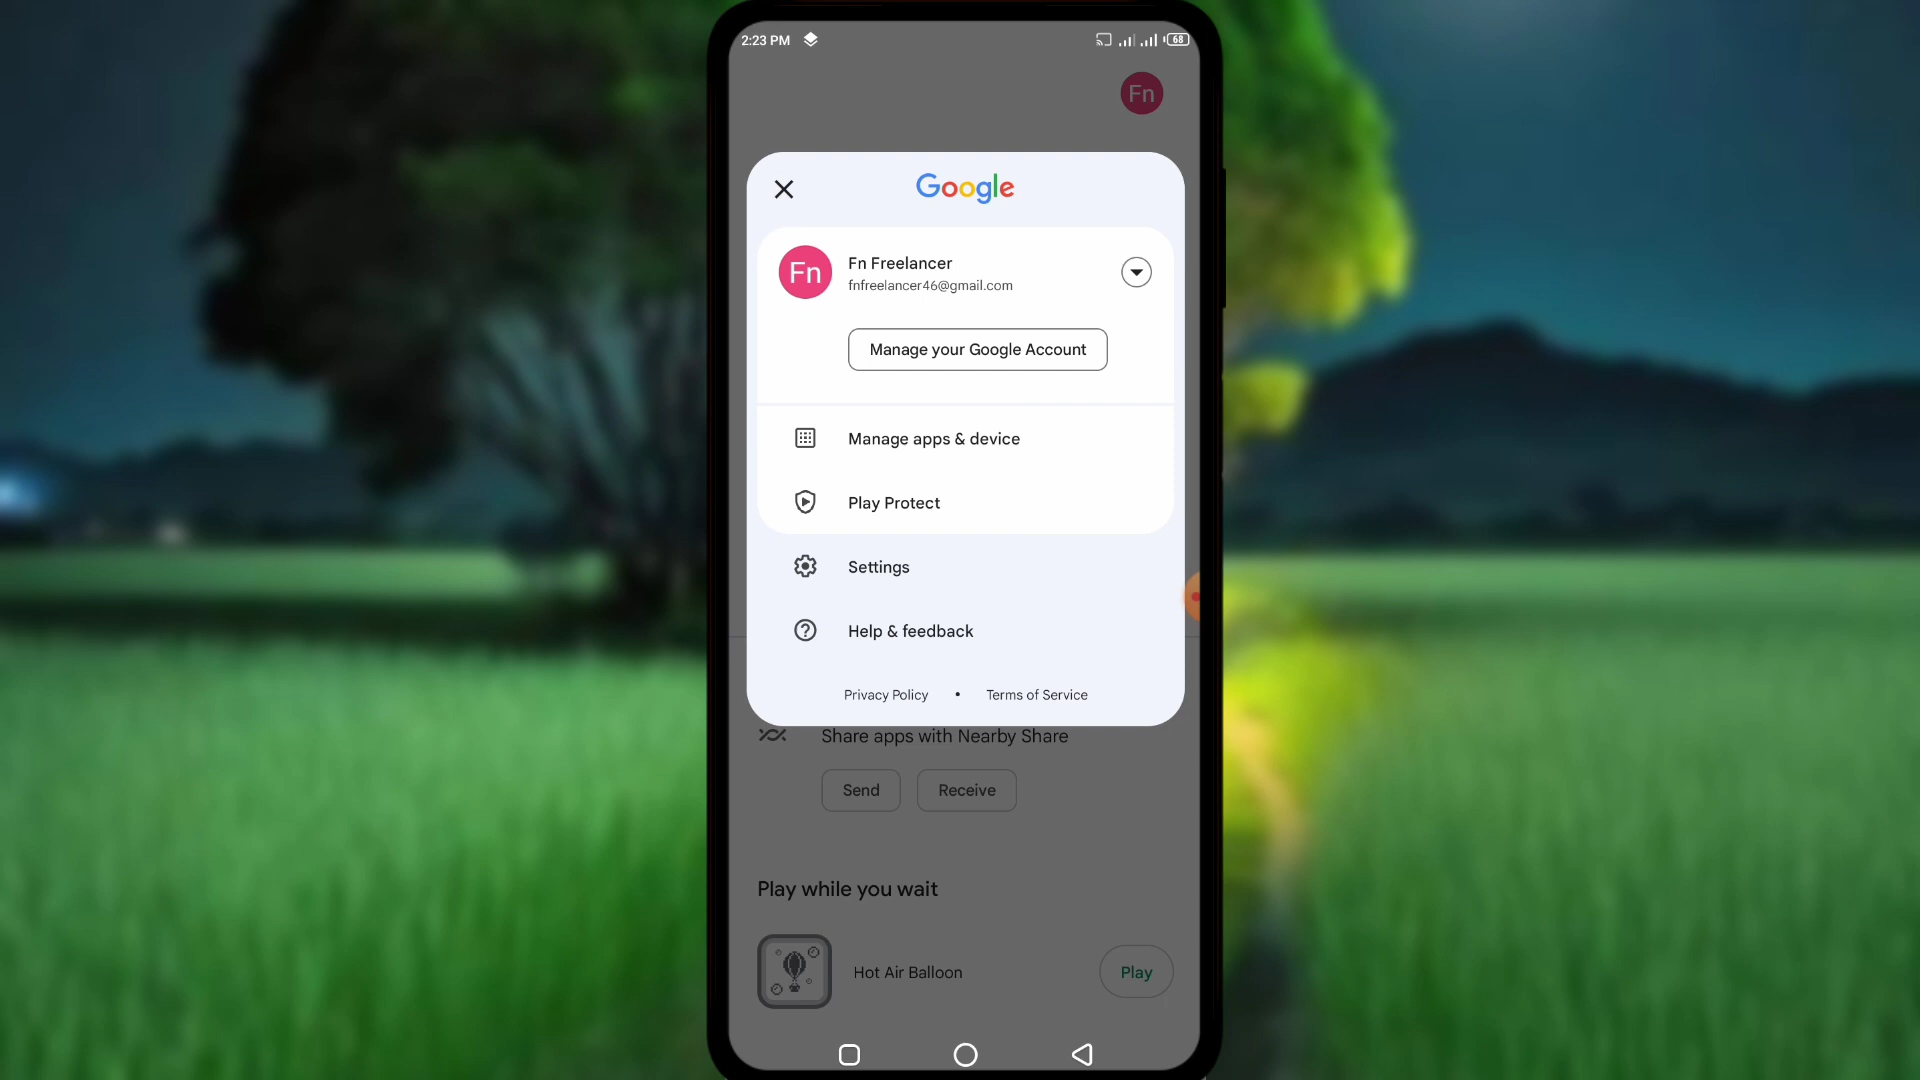 2:23 PM
68
Fn
Google
Fn
Fn Freelancer
fnfreelancer46@gmail.com
Manage your Google Account
Manage apps & device
Play Protect
Settings
Help & feedback
Privacy Policy • Terms of Service
Share apps with Nearby Share
Send Receive
Play while you wait
Hot Air Balloon
Play